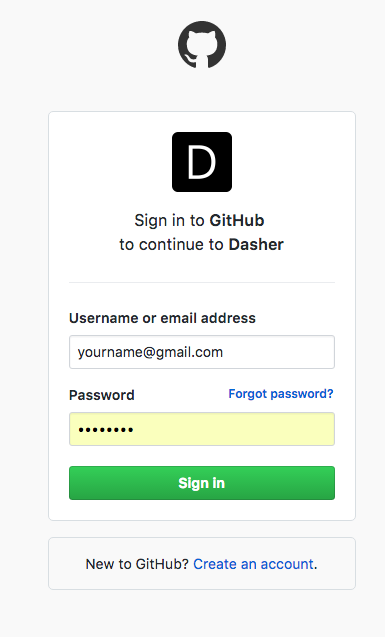 D
Sign in to GitHub
to continue to Dasher
Username or email address
yourname@gmail.com
Password Forgot password?
••••••••
Sign in
New to GitHub? Create an account.